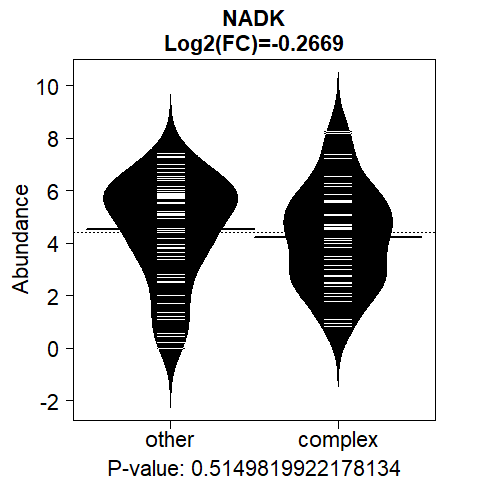 NADK
Log2(FC)=-0.2669
Abundance
10
8
6
4
2
0
-2
other complex
P-value: 0.5149819922178134